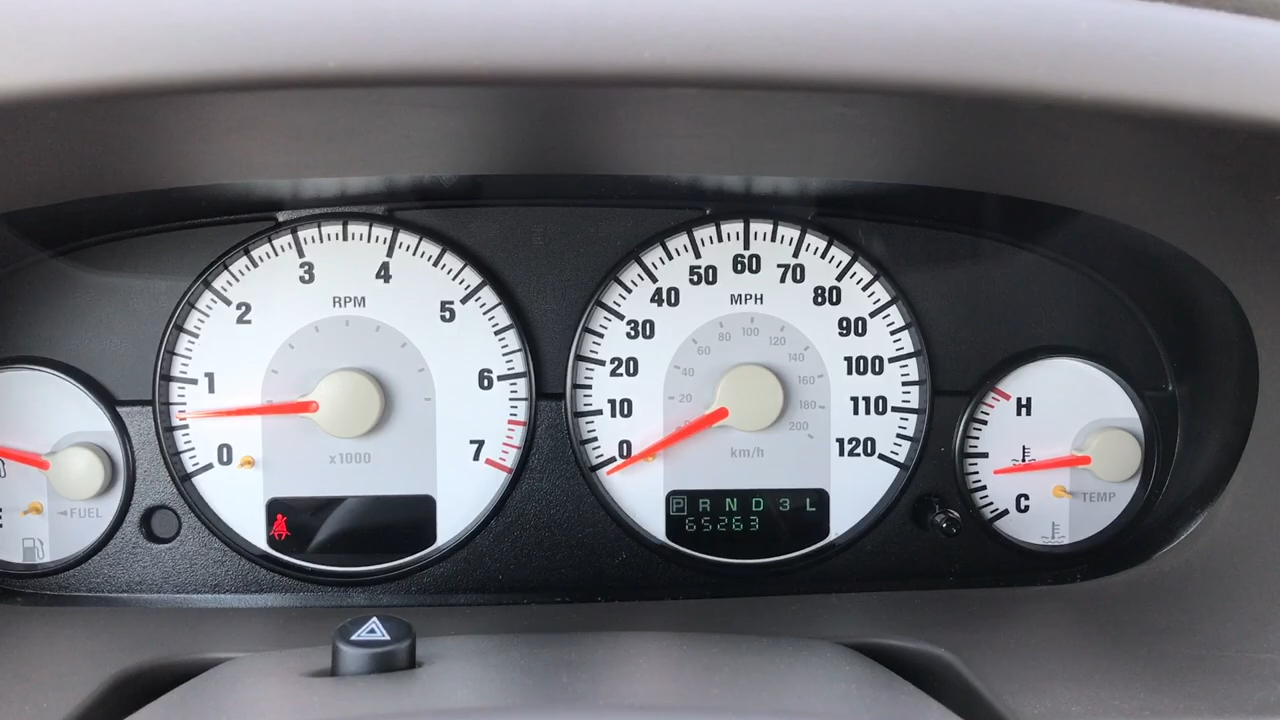 0 1 2 3 4 5 6 7
RPM
x1000
0 10 20 30 40 50 60 70 80 90 100 110 120
MPH
20 40 60 80 100 120 140 160 180 200
km/h
P R N D 3 L
65263
E
◄FUEL
H
C
TEMP